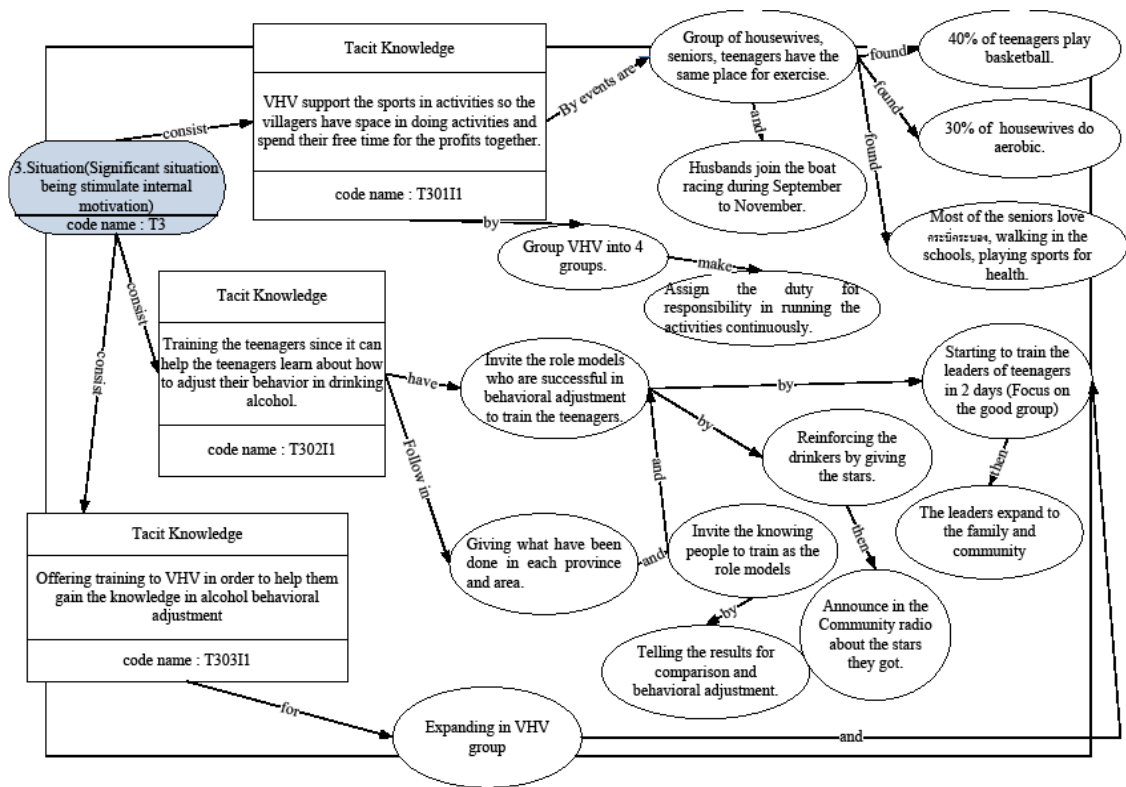 Tacit Knowledge
VHV support the sports in activities so the
villagers have space in doing activities and
spend their free time for the profits together.
code name : T301I1
consist
3.Situation(Significant situation
being stimulate internal
motivation)
code name : T3
By events are
Group of housewives,
seniors, teenagers have the
same place for exercise.
found
40% of teenagers play
basketball.
found
30% of housewives do
aerobic.
found
Most of the seniors love
กระบี่กระบอง, walking in the
schools, playing sports for
health.
and
Husbands join the boat
racing during September
to November.
by
Group VHV into 4
groups.
make
Assign the duty for
responsibility in running the
activities continuously.
consist
Tacit Knowledge
Training the teenagers since it can
help the teenagers learn about how
to adjust their behavior in drinking
alcohol.
code name : T302I1
have
Invite the role models
who are successful in
behavioral adjustment
to train the teenagers.
by
Starting to train the
leaders of teenagers
in 2 days (Focus on
the good group)
then
The leaders expand to
the family and
community
by
Reinforcing the
drinkers by giving
the stars.
then
Announce in the
Community radio
about the stars
they got.
Follow in
Giving what have been
done in each province
and area.
and
and
Invite the knowing
people to train as the
role models
by
Telling the results for
comparison and
behavioral adjustment.
consist
Tacit Knowledge
Offering training to VHV in order to help them
gain the knowledge in alcohol behavioral
adjustment
code name : T303I1
for
Expanding in VHV
group
and